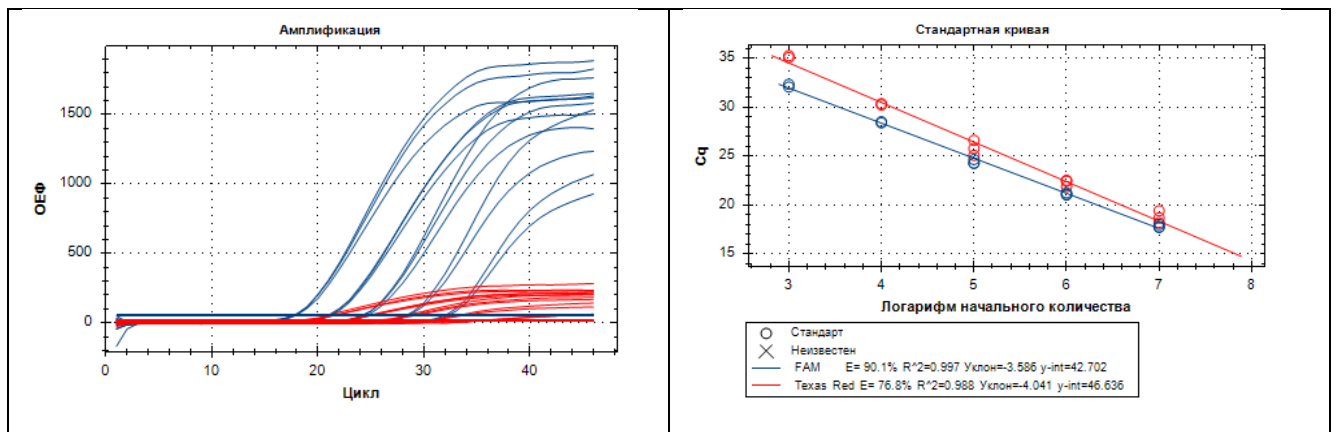 Амплификация
ОЕФ
1500
1000
500
0
0
10
20
30
40
Цикл
Стандартная кривая
Cq
35
30
25
20
15
3
4
5
6
7
8
Логарифм начального количества
Стандарт
Неизвестен
FAM E= 90.1% R^2=0.997 Уклон=-3.586 y-int=42.702
Texas Red E= 76.8% R^2=0.988 Уклон=-4.041 y-int=46.636